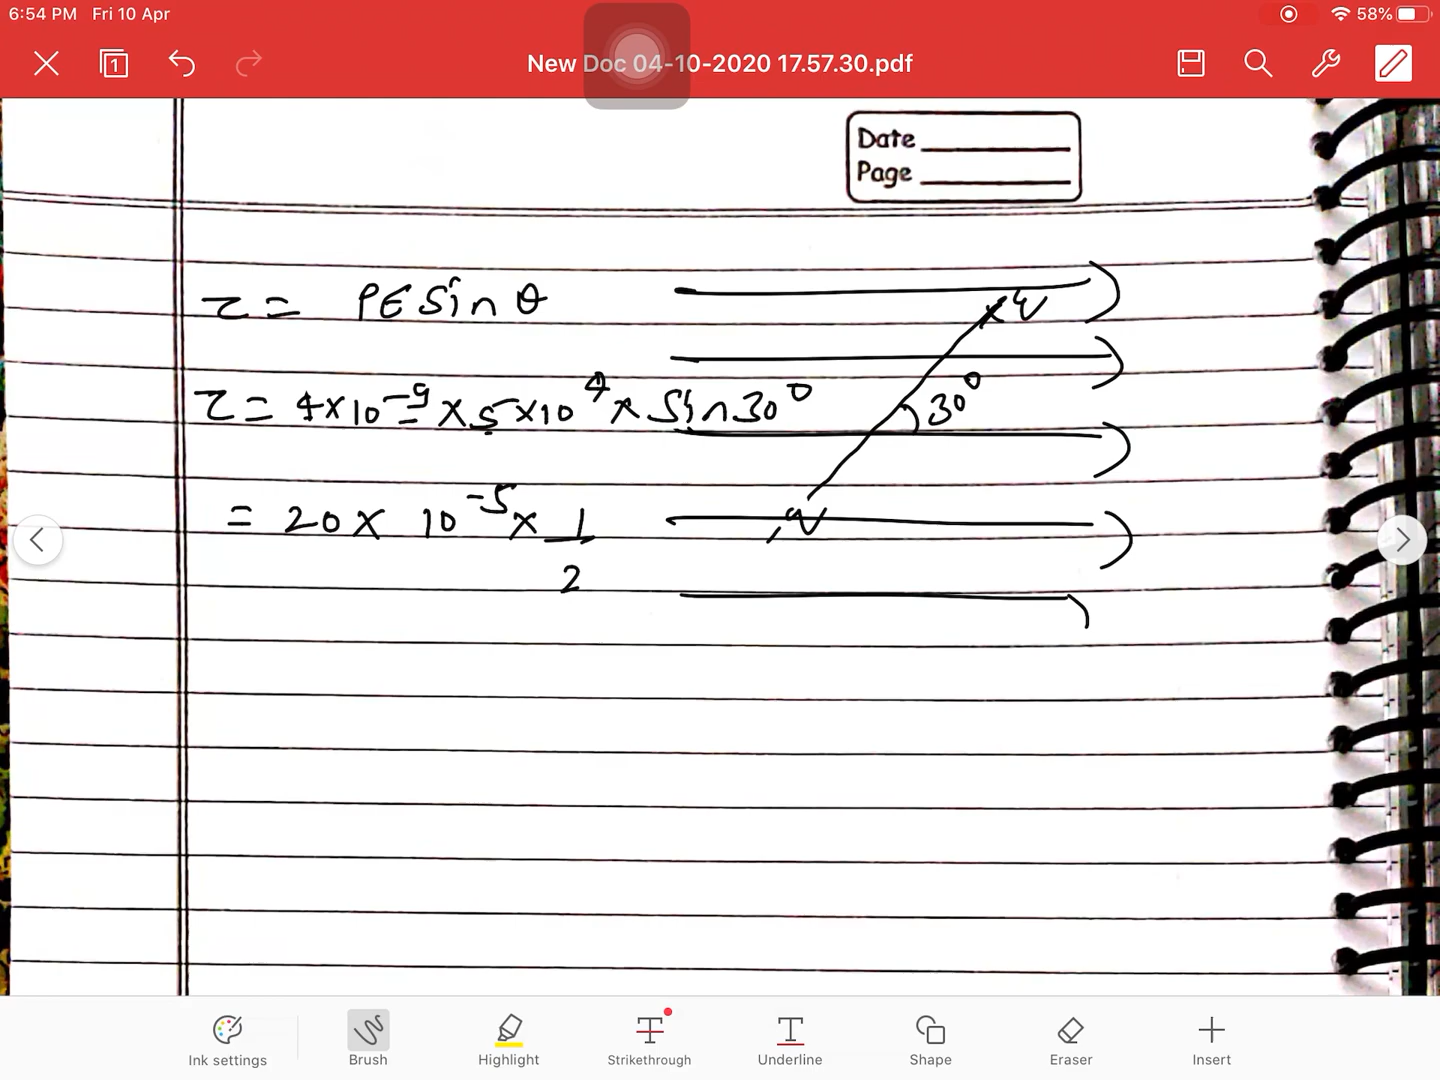 6:54 PM Fri 10 Apr 58%
1 New Doc 04-10-2020 17.57.30.pdf
Date
Page
τ = PE Sin θ
τ = 4×10⁻⁹ × 5×10⁴ × Sin30°
30°
= 20 × 10⁻⁵ × 1/2
Ink settings Brush Highlight Strikethrough Underline Shape Eraser Insert